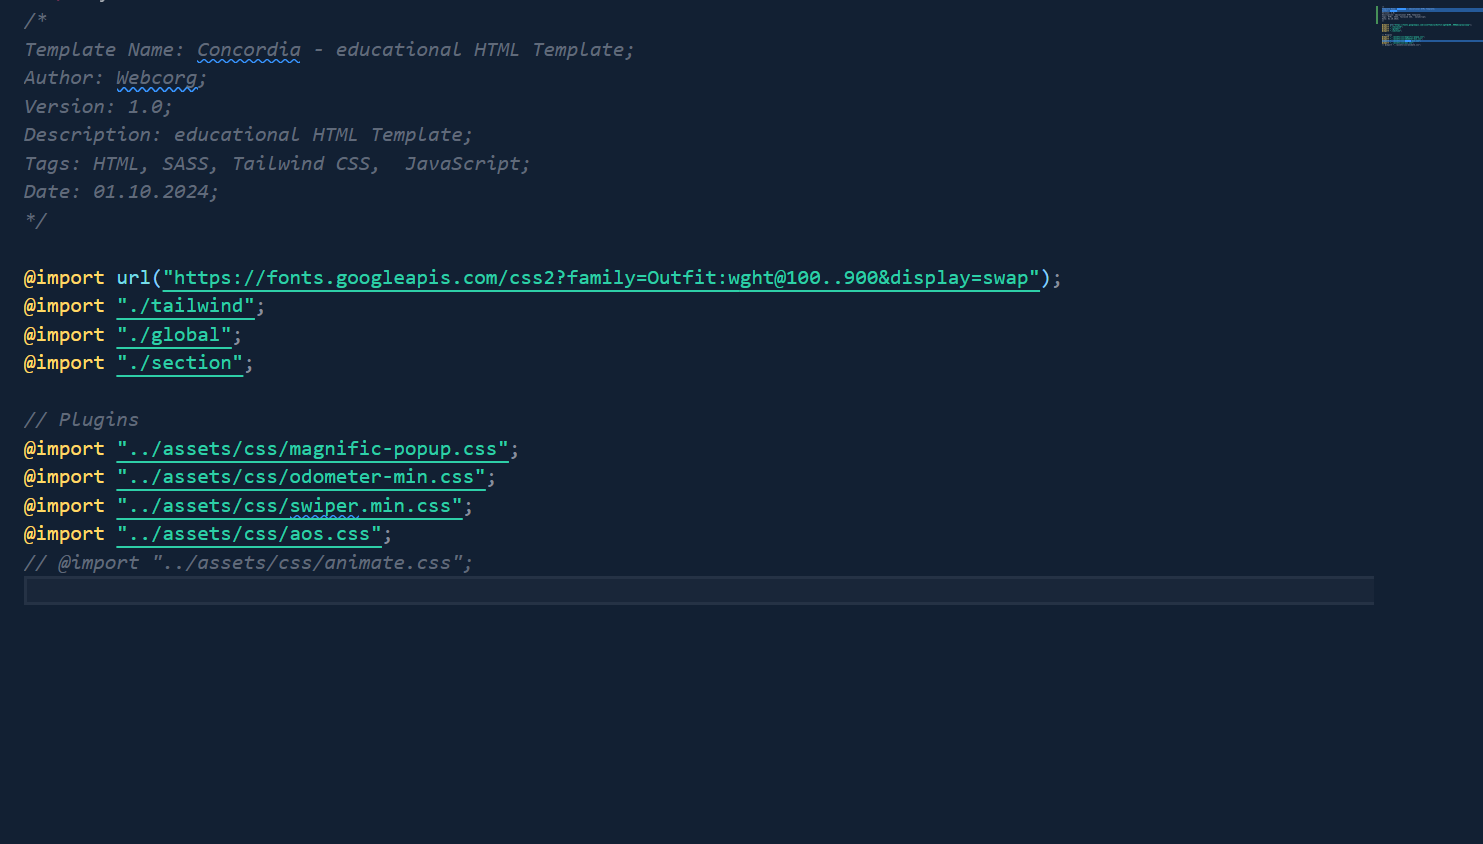 /*
Template Name: Concordia - educational HTML Template;
Author: Webcorg;
Version: 1.0;
Description: educational HTML Template;
Tags: HTML, SASS, Tailwind CSS,  JavaScript;
Date: 01.10.2024;
*/
@import url("https://fonts.googleapis.com/css2?family=Outfit:wght@100..900&display=swap");
@import "./tailwind";
@import "./global";
@import "./section";
// Plugins
@import "../assets/css/magnific-popup.css";
@import "../assets/css/odometer-min.css";
@import "../assets/css/swiper.min.css";
@import "../assets/css/aos.css";
// @import "../assets/css/animate.css";